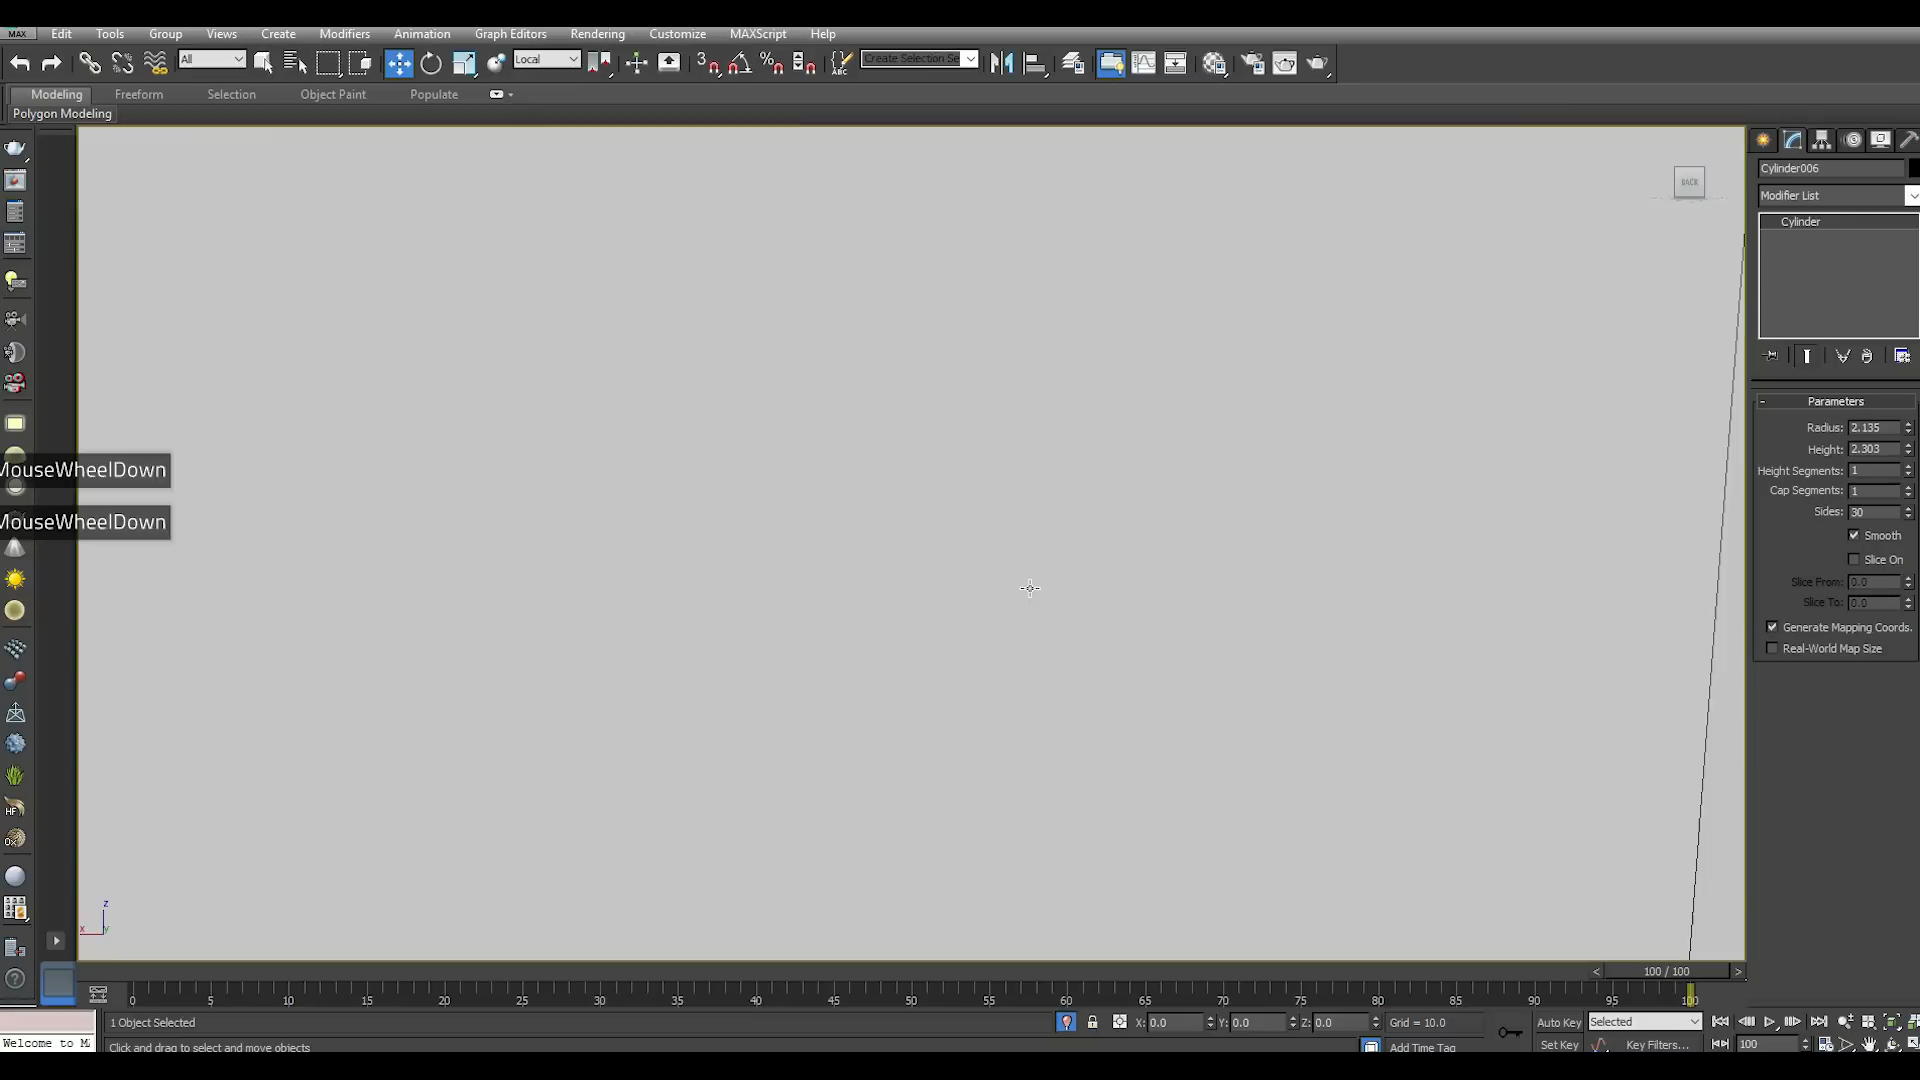 MAX Edit Tools Group Views Create Modifiers Animation Graph Editors Rendering Customize MAXScript Help
All Local 3 % ABC Create Selection Se
Modeling Freeform Selection Object Paint Populate
Polygon Modeling
BACK
Cylinder006
Modifier List
Cylinder
Parameters
Radius: 2.135
Height: 2.303
Height Segments: 1
Cap Segments: 1
Sides: 30
Smooth
Slice On
Slice From: 0.0
Slice To: 0.0
Generate Mapping Coords.
Real-World Map Size
MouseWheelDown
MouseWheelDown
HF
z
x y
< 100 / 100 >
0 5 10 15 20 25 30 35 40 45 50 55 60 65 70 75 80 85 90 95 100
1 Object Selected X: 0.0 Y: 0.0 Z: 0.0 Grid = 10.0 Auto Key Selected
Welcome to Click and drag to select and move objects Add Time Tag Set Key Key Filters... 100